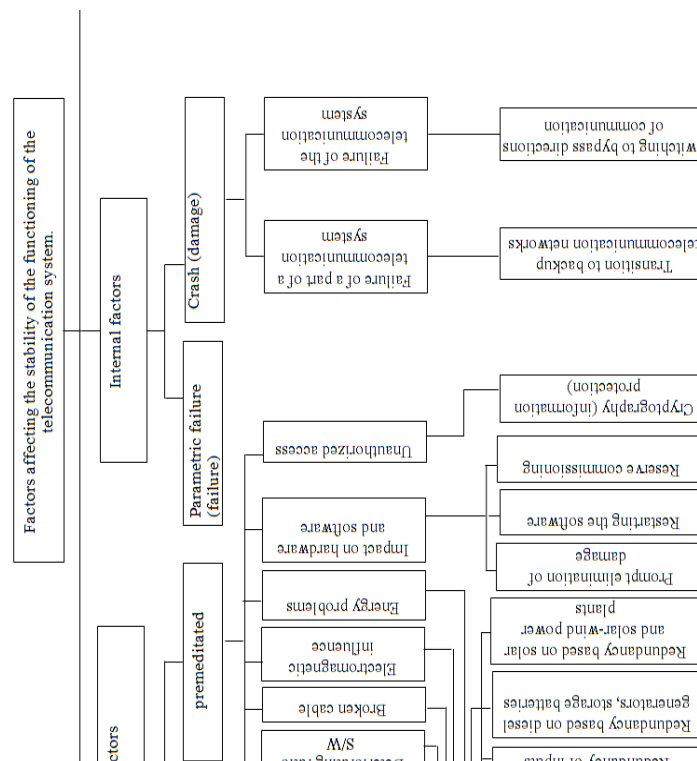 Factors affecting the stability of the functioning of the
telecommunication system.
Internal factors
ctors
Crash (damage)
Parametric failure
(failure)
premeditated
Failure of the
telecommunication
system
Failure of a part of a
telecommunication
system
Unauthorized access
Impact on hardware
and software
Energy problems
Electromagnetic
influence
Broken cable
S/W
witching to bypass directions
of communication
Transition to backup
elecommunication networks
Cryptography (information
protection)
Reserve commissioning
Restarting the software
Prompt elimination of
damage
Redundancy based on solar
and solar-wind power
plants
Redundancy based on diesel
generators, storage batteries
Redundancy of inputs